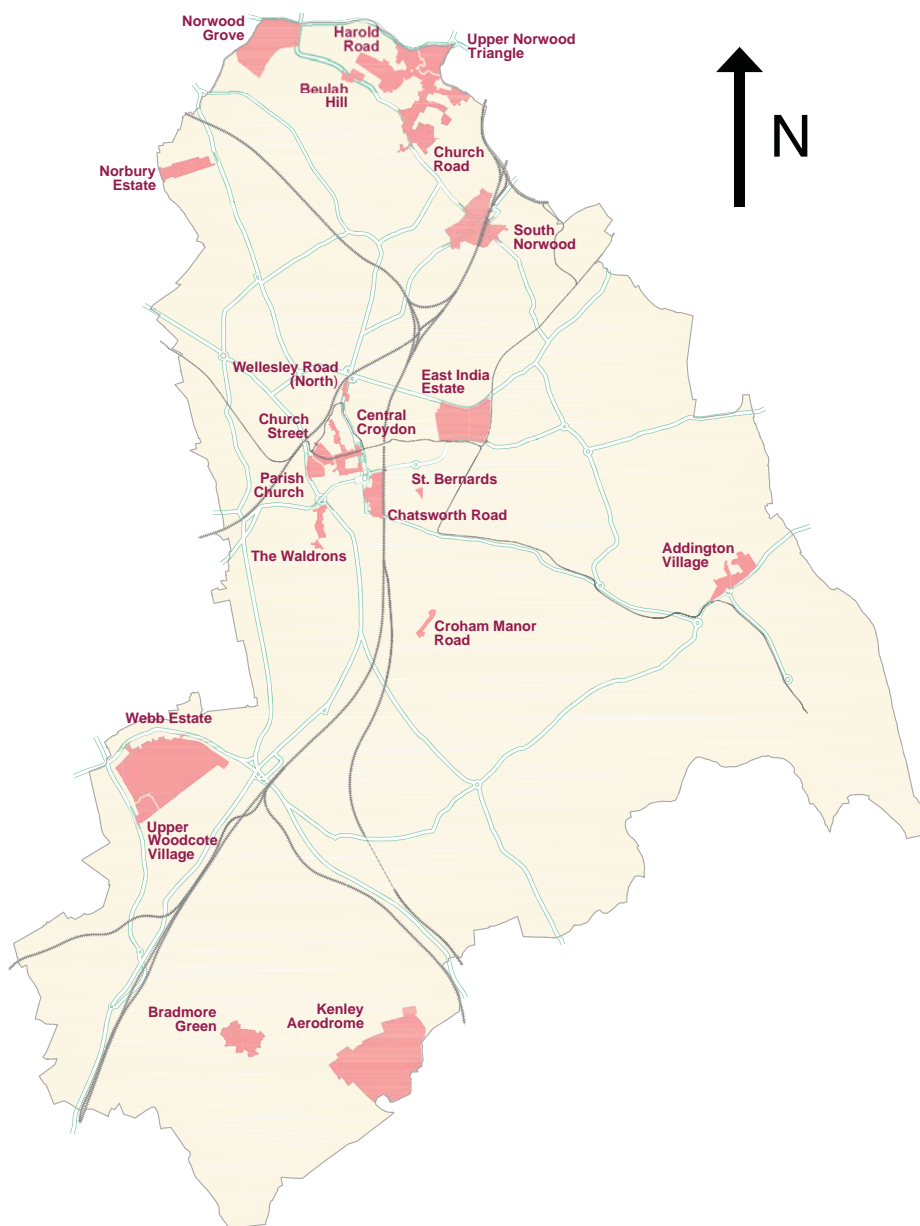 Norwood
Grove
Harold
Road
Upper Norwood
Triangle
Beulah
Hill
N
Church
Road
Norbury
Estate
South
Norwood
Wellesley Road
(North)
East India
Estate
Church
Street
Central
Croydon
Parish
Church
St. Bernards
Chatsworth Road
The Waldrons
Addington
Village
Croham Manor
Road
Webb Estate
Upper
Woodcote
Village
Bradmore
Green
Kenley
Aerodrome